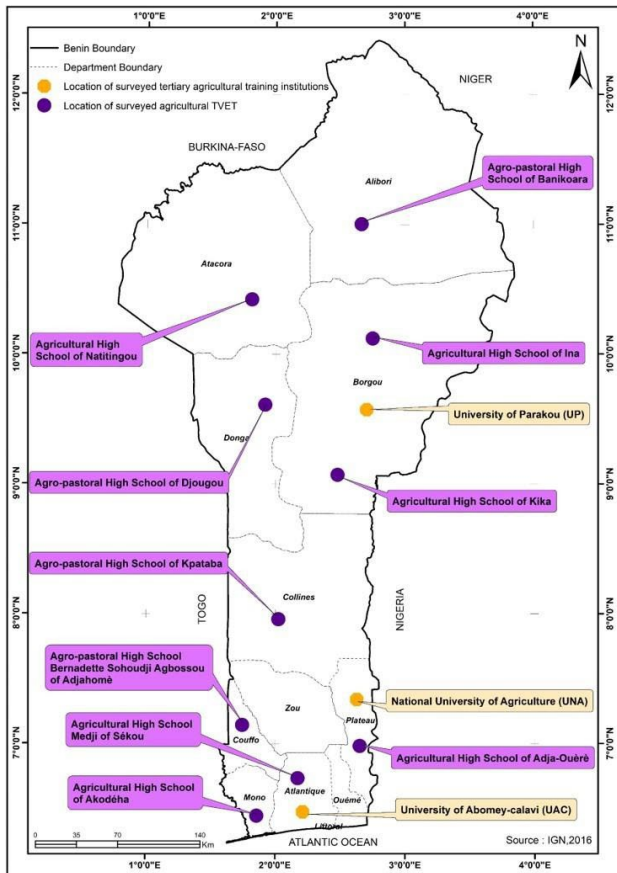 0°0'0"E
1°0'0"E
2°0'0"E
3°0'0"E
4°0'0"E
Benin Boundary
Department Boundary
Location of surveyed tertiary agricultural training institutions
Location of surveyed agricultural TVET
N
NIGER
BURKINA-FASO
12°0'0"N
12°0'0"N
Agro-pastoral High
School of Banikoara
Alibori
11°0'0"N
11°0'0"N
Atacora
Agricultural High
School of Natitingou
Agricultural High School of Ina
10°0'0"N
10°0'0"N
Borgou
University of Parakou (UP)
Donga
Agro-pastoral High School of Djougou
9°0'0"N
9°0'0"N
Agricultural High School of Kika
Agro-pastoral High School of Kpataba
Collines
TOGO
NIGERIA
8°0'0"N
8°0'0"N
Agro-pastoral High School
Bernadette Sohoudji Agbossou
of Adjahomè
National University of Agriculture (UNA)
Zou
Plateau
Couffo
7°0'0"N
7°0'0"N
Agricultural High School
Medji of Sékou
Agricultural High School of Adja-Ouèrè
Agricultural High School
of Akodéha
Mono
Atlantique
Ouémé
University of Abomey-calavi (UAC)
Littoral
0 35 70 140
Km
ATLANTIC OCEAN
Source : IGN,2016
0°0'0"E
1°0'0"E
2°0'0"E
3°0'0"E
4°0'0"E